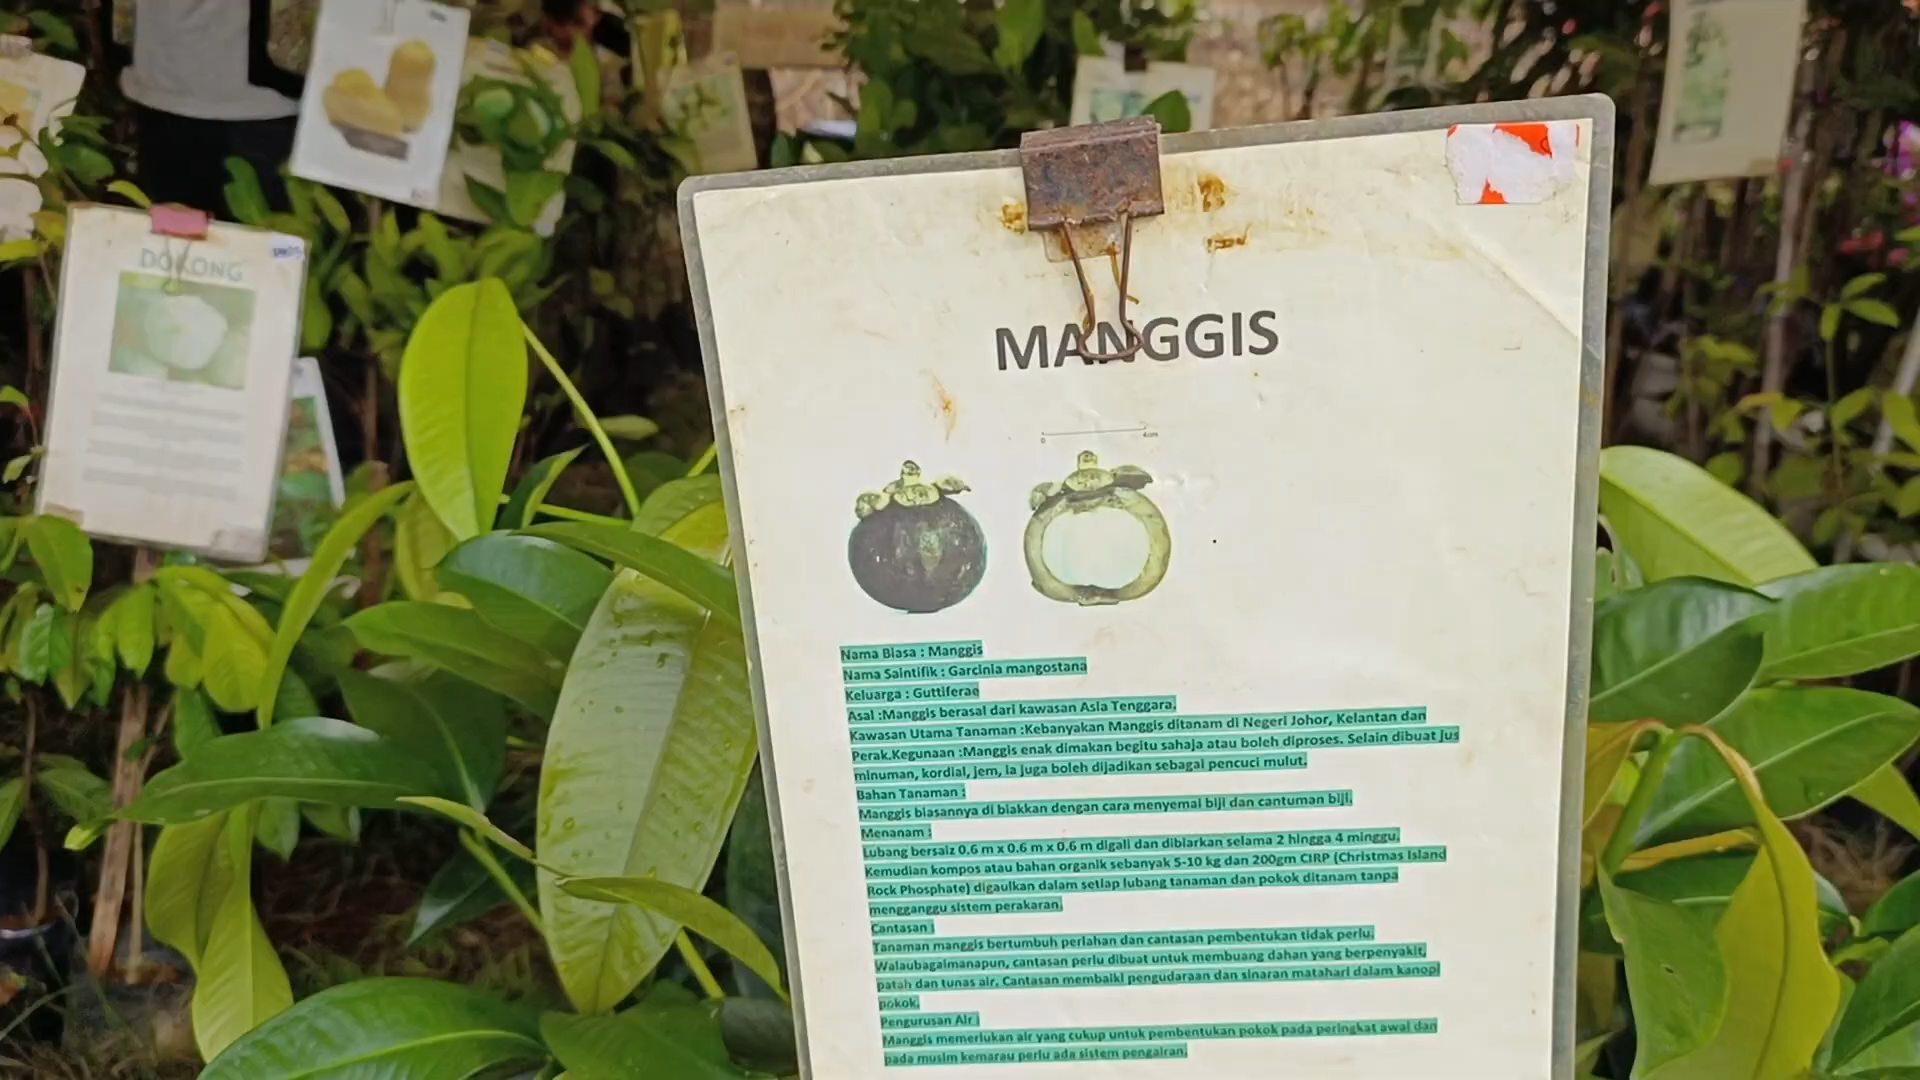 DOKONG
MANGGIS
0 4cm
Nama Biasa : Manggis
Nama Saintifik : Garcinia mangostana
Keluarga : Guttiferae
Asal :Manggis berasal dari kawasan Asia Tenggara.
Kawasan Utama Tanaman :Kebanyakan Manggis ditanam di Negeri Johor, Kelantan dan
Perak.Kegunaan :Manggis enak dimakan begitu sahaja atau boleh diproses. Selain dibuat jus
minuman, kordial, jem, ia juga boleh dijadikan sebagai pencuci mulut.
Bahan Tanaman :
Manggis biasannya di biakkan dengan cara menyemai biji dan cantuman biji.
Menanam :
Lubang bersaiz 0.6 m x 0.6 m x 0.6 m digali dan dibiarkan selama 2 hingga 4 minggu.
Kemudian kompos atau bahan organik sebanyak 5-10 kg dan 200gm CIRP (Christmas Island
Rock Phosphate) digaulkan dalam setiap lubang tanaman dan pokok ditanam tanpa
mengganggu sistem perakaran.
Cantasan :
Tanaman manggis bertumbuh perlahan dan cantasan pembentukan tidak perlu.
Walaubagaimanapun, cantasan perlu dibuat untuk membuang dahan yang berpenyakit,
patah dan tunas air. Cantasan membaiki pengudaraan dan sinaran matahari dalam kanopi
pokok.
Pengurusan Air :
Manggis memerlukan air yang cukup untuk pembentukan pokok pada peringkat awal dan
pada musim kemarau perlu ada sistem pengairan.